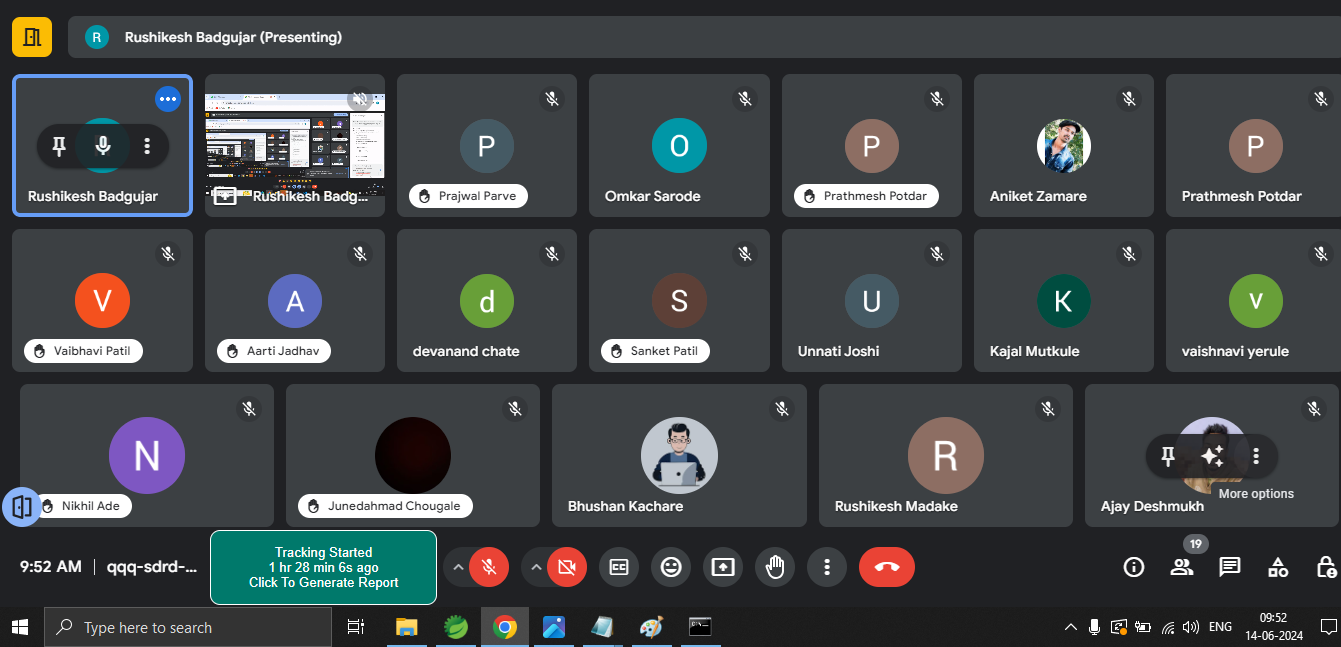 R Rushikesh Badgujar (Presenting)
Rushikesh Badgujar
Rushikesh Badg...
P
Prajwal Parve
O
Omkar Sarode
P
Prathmesh Potdar
Aniket Zamare
P
Prathmesh Potdar
V
Vaibhavi Patil
A
Aarti Jadhav
d
devanand chate
S
Sanket Patil
U
Unnati Joshi
K
Kajal Mutkule
v
vaishnavi yerule
N
Nikhil Ade
Junedahmad Chougale
Bhushan Kachare
R
Rushikesh Madake
More options
Ajay Deshmukh
9:52 AM | qqq-sdrd-...
Tracking Started
1 hr 28 min 6s ago
Click To Generate Report
19
Type here to search
ENG
09:52
14-06-2024